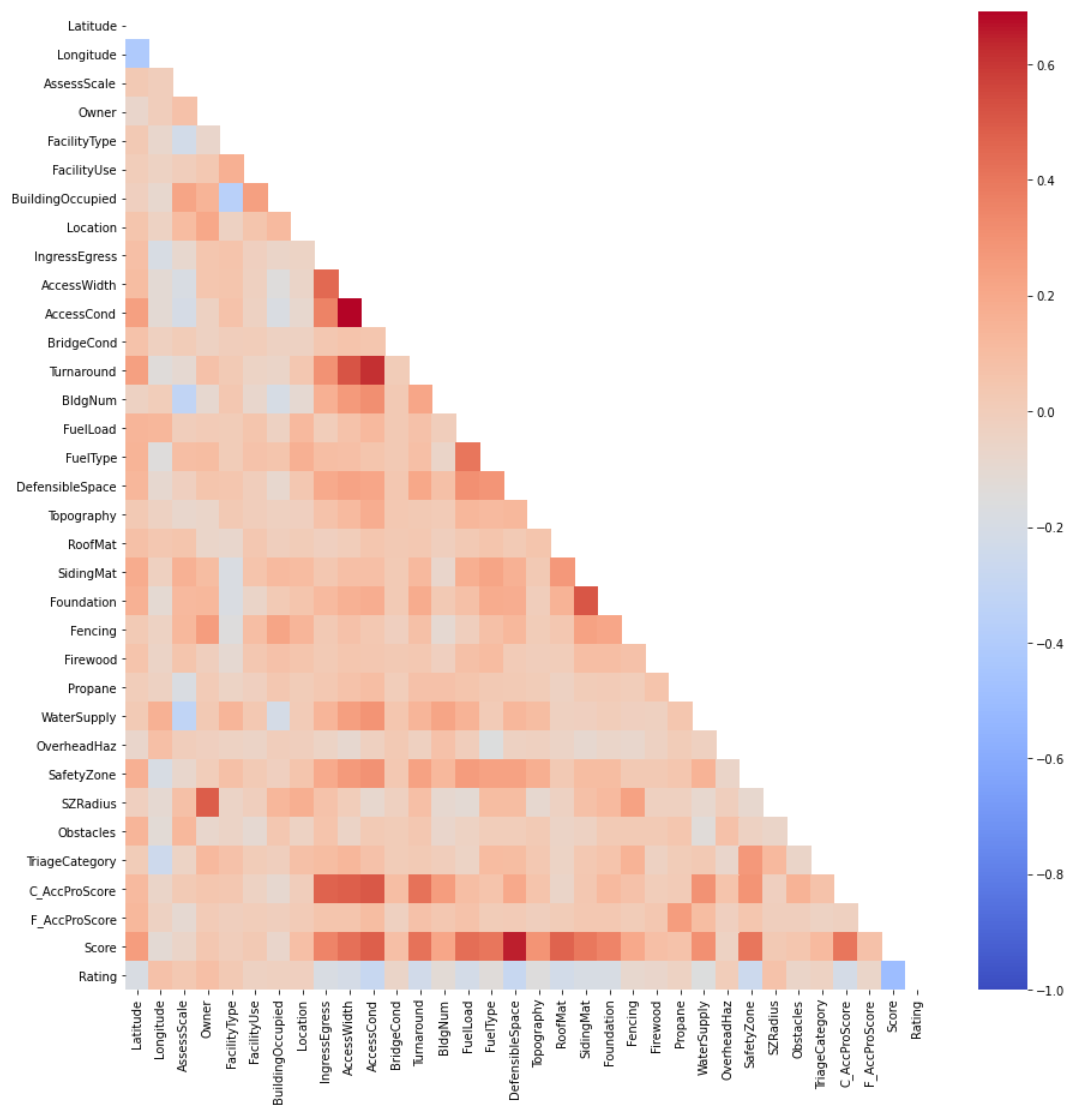 Latitude
Longitude
AssessScale
Owner
FacilityType
FacilityUse
BuildingOccupied
Location
IngressEgress
AccessWidth
AccessCond
BridgeCond
Turnaround
BldgNum
FuelLoad
FuelType
DefensibleSpace
Topography
RoofMat
SidingMat
Foundation
Fencing
Firewood
Propane
WaterSupply
OverheadHaz
SafetyZone
SZRadius
Obstacles
TriageCategory
C_AccProScore
F_AccProScore
Score
Rating
Latitude
Longitude
AssessScale
Owner
FacilityType
FacilityUse
BuildingOccupied
Location
IngressEgress
AccessWidth
AccessCond
BridgeCond
Turnaround
BldgNum
FuelLoad
FuelType
DefensibleSpace
Topography
RoofMat
SidingMat
Foundation
Fencing
Firewood
Propane
WaterSupply
OverheadHaz
SafetyZone
SZRadius
Obstacles
TriageCategory
C_AccProScore
F_AccProScore
Score
Rating
0.6
0.4
0.2
0.0
−0.2
−0.4
−0.6
−0.8
−1.0